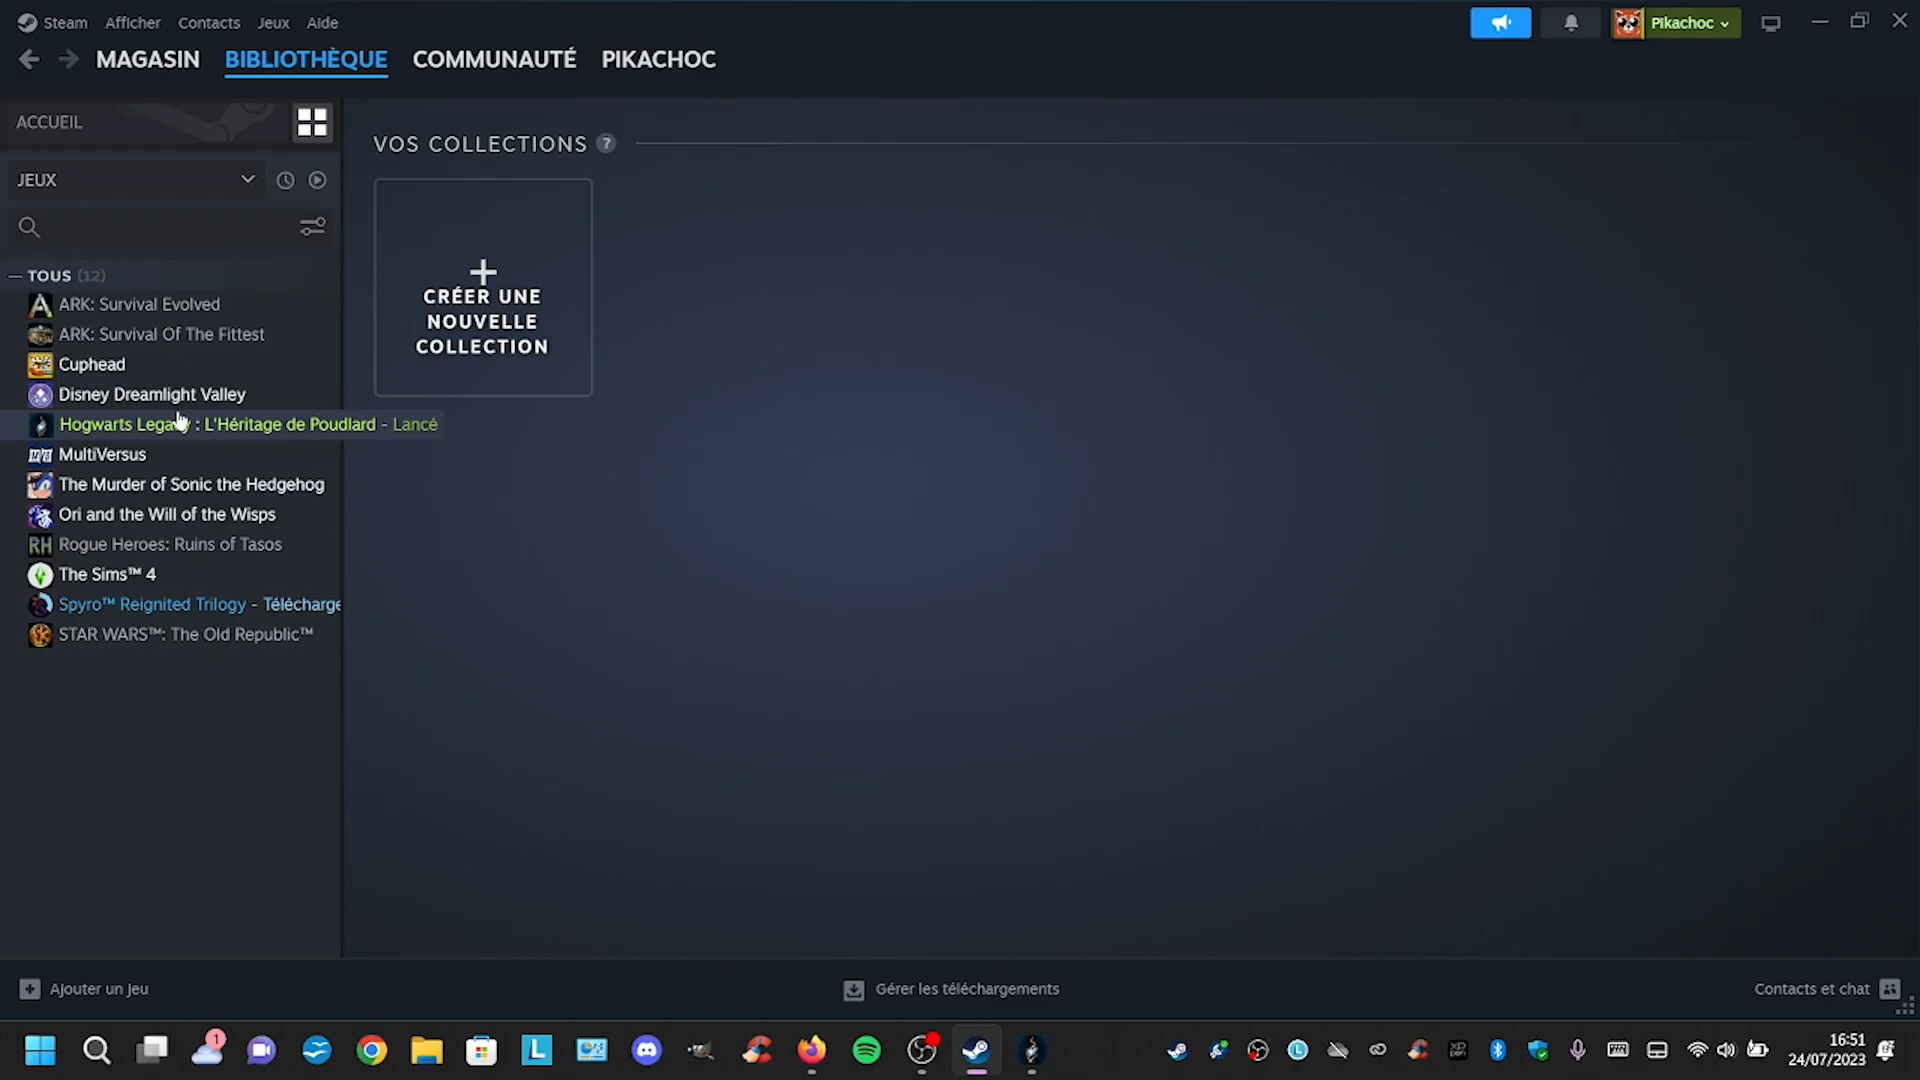 Steam Afficher Contacts Jeux Aide
Pikachoc
MAGASIN BIBLIOTHÈQUE COMMUNAUTÉ PIKACHOC
ACCUEIL
VOS COLLECTIONS ?
JEUX
CRÉER UNE
NOUVELLE
COLLECTION
— TOUS (12)
ARK: Survival Evolved
ARK: Survival Of The Fittest
Cuphead
Disney Dreamlight Valley
Hogwarts Legacy : L'Héritage de Poudlard - Lancé
MultiVersus
The Murder of Sonic the Hedgehog
Ori and the Will of the Wisps
RH Rogue Heroes: Ruins of Tasos
The Sims™ 4
Spyro™ Reignited Trilogy - Télécharge
STAR WARS™: The Old Republic™
Ajouter un jeu
Gérer les téléchargements
Contacts et chat
1
L
L
16:51
24/07/2023